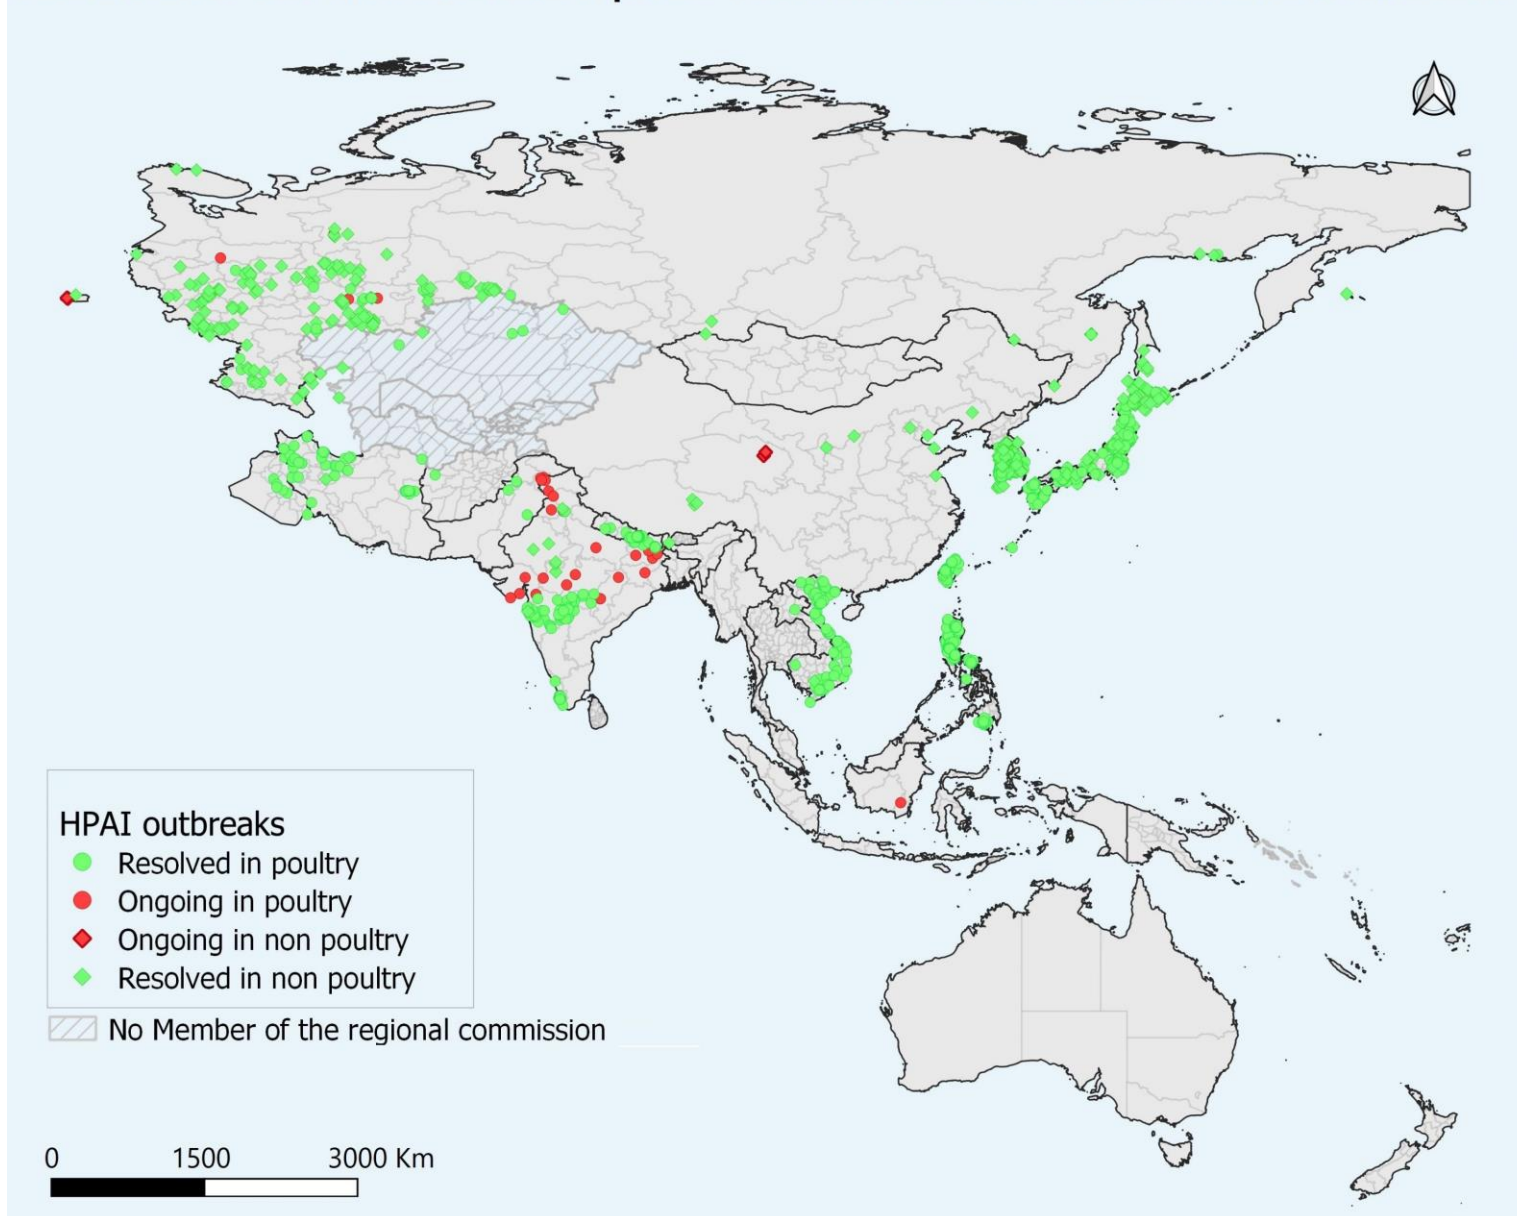 HPAI outbreaks
Resolved in poultry
Ongoing in poultry
Ongoing in non poultry
Resolved in non poultry
No Member of the regional commission
0 1500 3000 Km